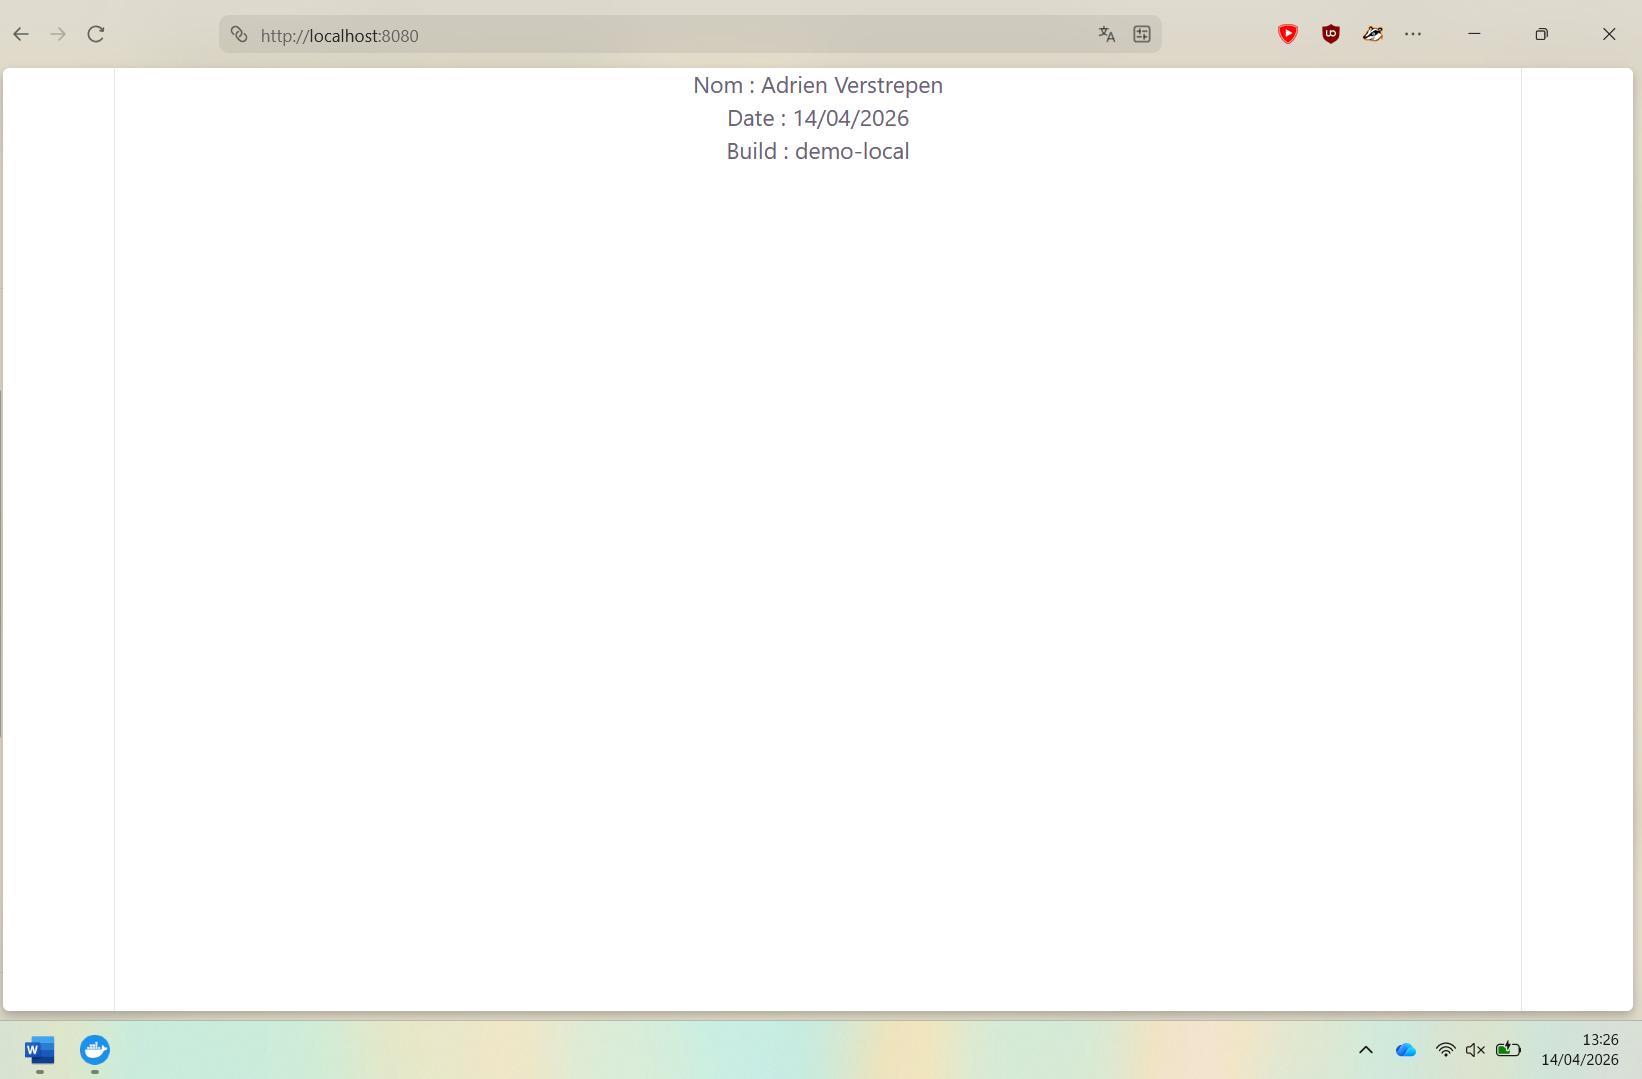 http://localhost:8080
Nom : Adrien Verstrepen
Date : 14/04/2026
Build : demo-local
W
13:26
14/04/2026